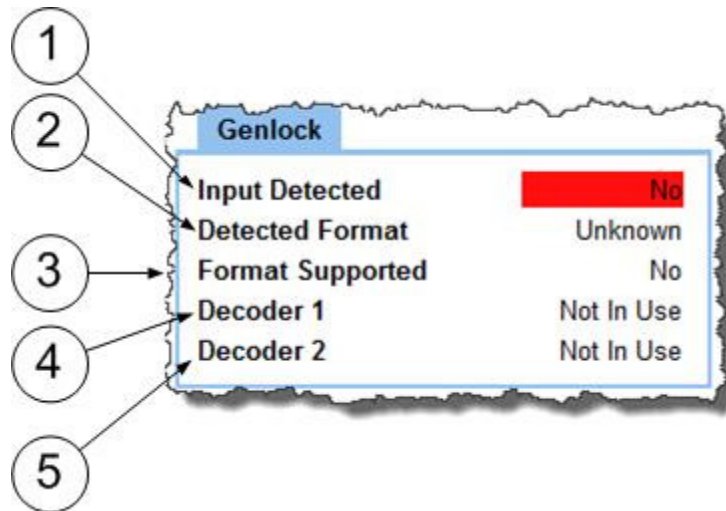 1
2
3
4
5
Genlock
Input Detected No
Detected Format Unknown
Format Supported No
Decoder 1 Not In Use
Decoder 2 Not In Use